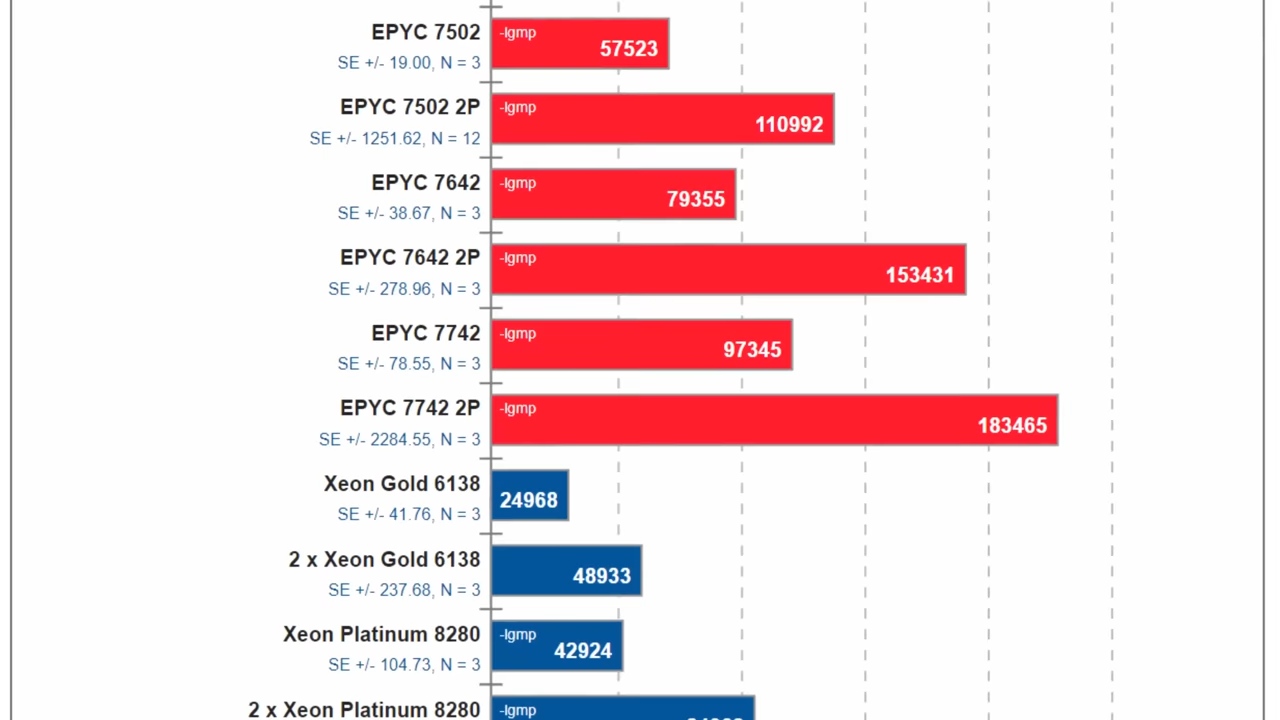 EPYC 7502
SE +/- 19.00, N = 3
-lgmp
57523
EPYC 7502 2P
SE +/- 1251.62, N = 12
-lgmp
110992
EPYC 7642
SE +/- 38.67, N = 3
-lgmp
79355
EPYC 7642 2P
SE +/- 278.96, N = 3
-lgmp
153431
EPYC 7742
SE +/- 78.55, N = 3
-lgmp
97345
EPYC 7742 2P
SE +/- 2284.55, N = 3
-lgmp
183465
Xeon Gold 6138
SE +/- 41.76, N = 3
24968
2 x Xeon Gold 6138
SE +/- 237.68, N = 3
48933
Xeon Platinum 8280
SE +/- 104.73, N = 3
-lgmp
42924
2 x Xeon Platinum 8280
-lgmp